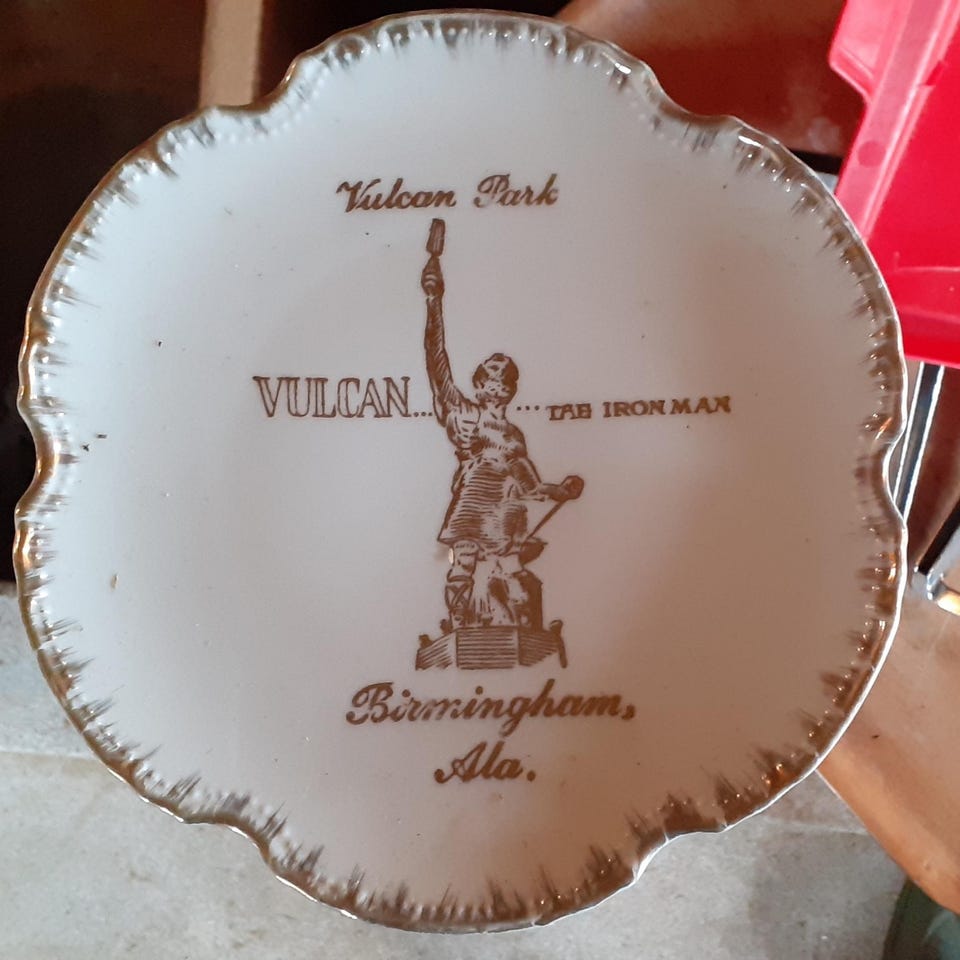 Vulcan Park
VULCAN... ... THE IRON MAN
Birmingham,
Ala.